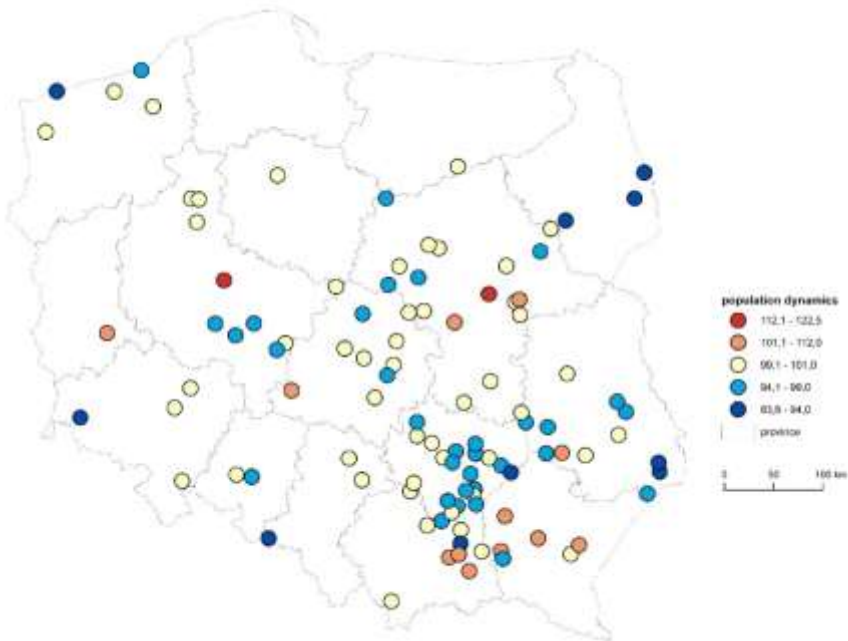 population dynamics
112,1 - 122,5
101,1 - 112,0
99,1 - 101,0
94,1 - 99,0
83,6 - 94,0
province
0 50 100 km